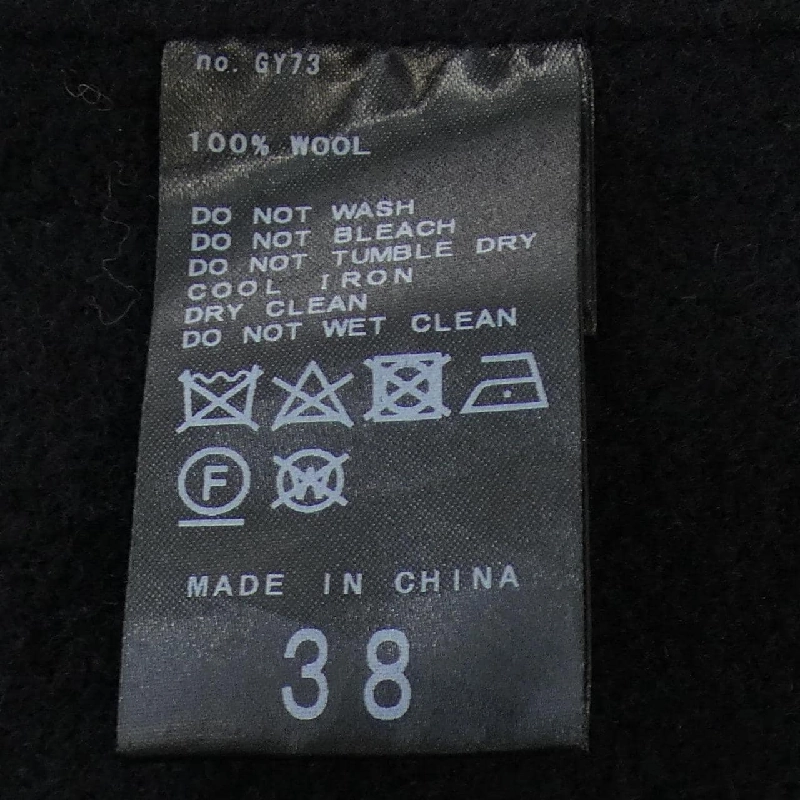 no. GY73
100% WOOL
DO NOT WASH
DO NOT BLEACH
DO NOT TUMBLE DRY
COOL IRON
DRY CLEAN
DO NOT WET CLEAN
F W
MADE IN CHINA
38